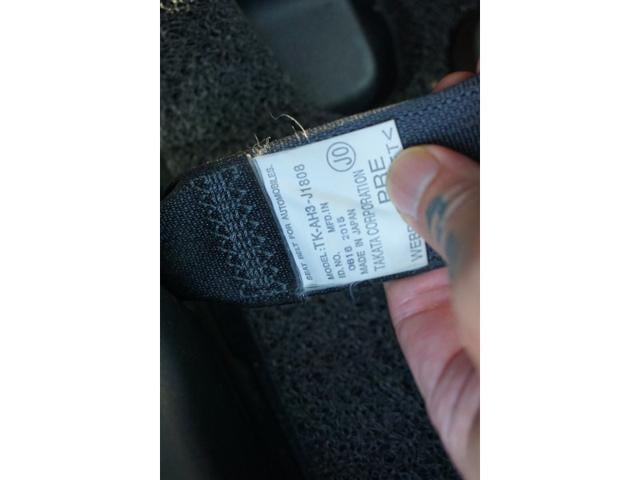 SEAT BELT FOR AUTOMOBILES.
MODEL:TK-AH3-J1808
MFD.IN
ID.NO.
0616 2015
MADE IN JAPAN
JO
TAKATA CORPORATION
PRE